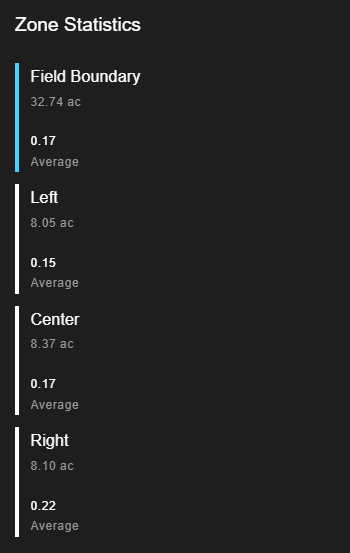 Zone Statistics
Field Boundary
32.74 ac
0.17
Average
Left
8.05 ac
0.15
Average
Center
8.37 ac
0.17
Average
Right
8.10 ac
0.22
Average